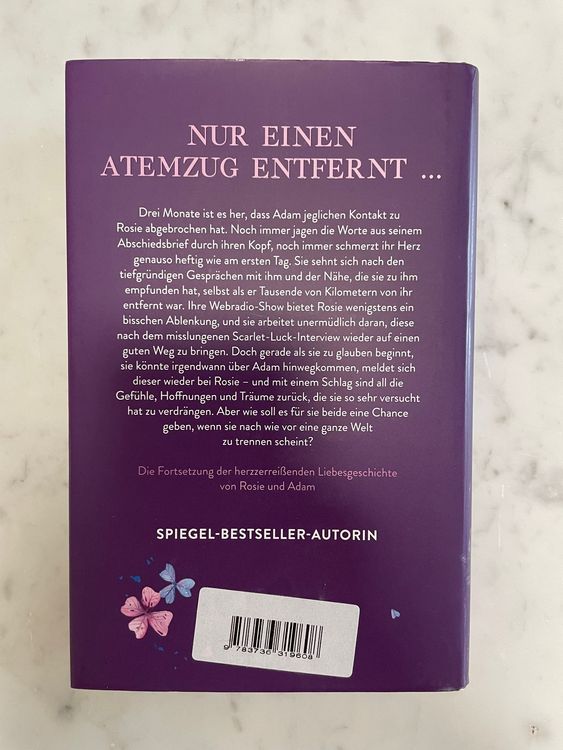 NUR EINEN
ATEMZUG ENTFERNT ...
Drei Monate ist es her, dass Adam jeglichen Kontakt zu
Rosie abgebrochen hat. Noch immer jagen die Worte aus seinem
Abschiedsbrief durch ihren Kopf, noch immer schmerzt ihr Herz
genauso heftig wie am ersten Tag. Sie sehnt sich nach den
tiefgründigen Gesprächen mit ihm und der Nähe, die sie zu ihm
empfunden hat, selbst als er Tausende von Kilometern von ihr
entfernt war. Ihre Webradio-Show bietet Rosie wenigstens ein
bisschen Ablenkung, und sie arbeitet unermüdlich daran, diese
nach dem misslungenen Scarlet-Luck-Interview wieder auf einen
guten Weg zu bringen. Doch gerade als sie zu glauben beginnt,
sie könnte irgendwann über Adam hinwegkommen, meldet sich
dieser wieder bei Rosie – und mit einem Schlag sind all die
Gefühle, Hoffnungen und Träume zurück, die sie so sehr versucht
hat zu verdrängen. Aber wie soll es für sie beide eine Chance
geben, wenn sie nach wie vor eine ganze Welt
zu trennen scheint?
Die Fortsetzung der herzzerreißenden Liebesgeschichte
von Rosie und Adam
SPIEGEL-BESTSELLER-AUTORIN
9 783736 319608